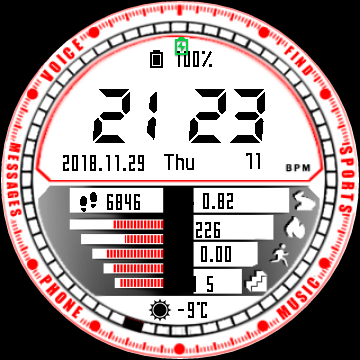 VOICE
FIND
100%
21 23
2018.11.29 Thu 11 BPM
MESSAGES
SPORTS
6846 0.82
226
0.00
5
PHONE
MUSIC
-9℃